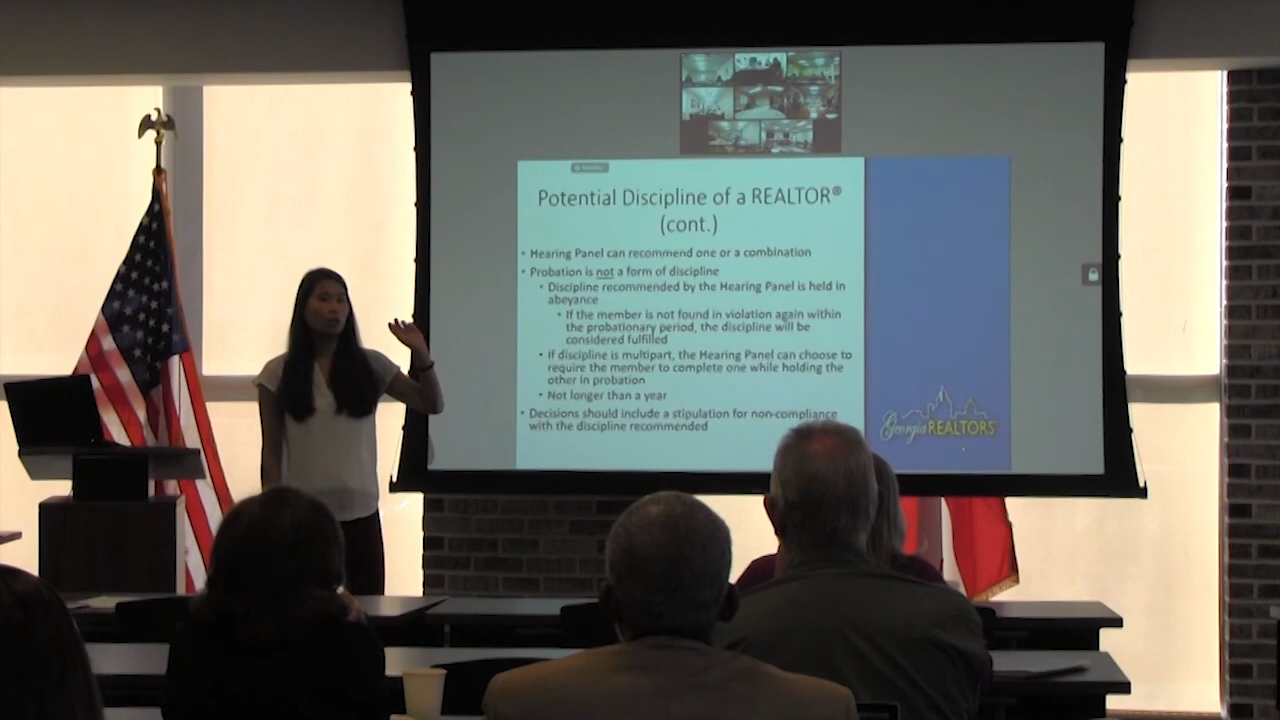 Potential Discipline of a REALTOR®
(cont.)
• Hearing Panel can recommend one or a combination
• Probation is not a form of discipline
• Discipline recommended by the Hearing Panel is held in
abeyance
• If the member is not found in violation again within
the probationary period, the discipline will be
considered fulfilled
• If discipline is multipart, the Hearing Panel can choose to
require the member to complete one while holding the
other in probation
• Not longer than a year
• Decisions should include a stipulation for non-compliance
with the discipline recommended
Georgia REALTORS®